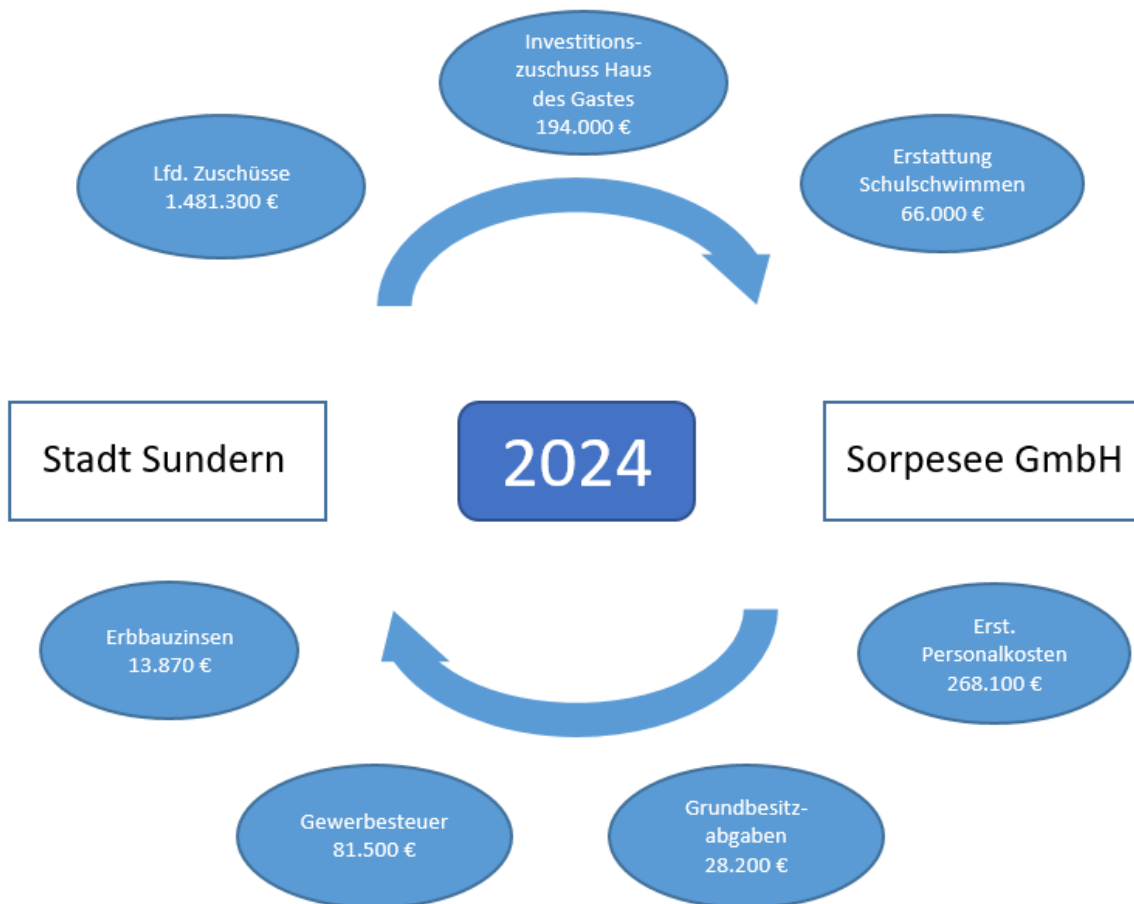 Investitions-
zuschuss Haus
des Gastes
194.000 €
Lfd. Zuschüsse
1.481.300 €
Erstattung
Schulschwimmen
66.000 €
Stadt Sundern
2024
Sorpesee GmbH
Erbbauzinsen
13.870 €
Erst.
Personalkosten
268.100 €
Gewerbesteuer
81.500 €
Grundbesitz-
abgaben
28.200 €